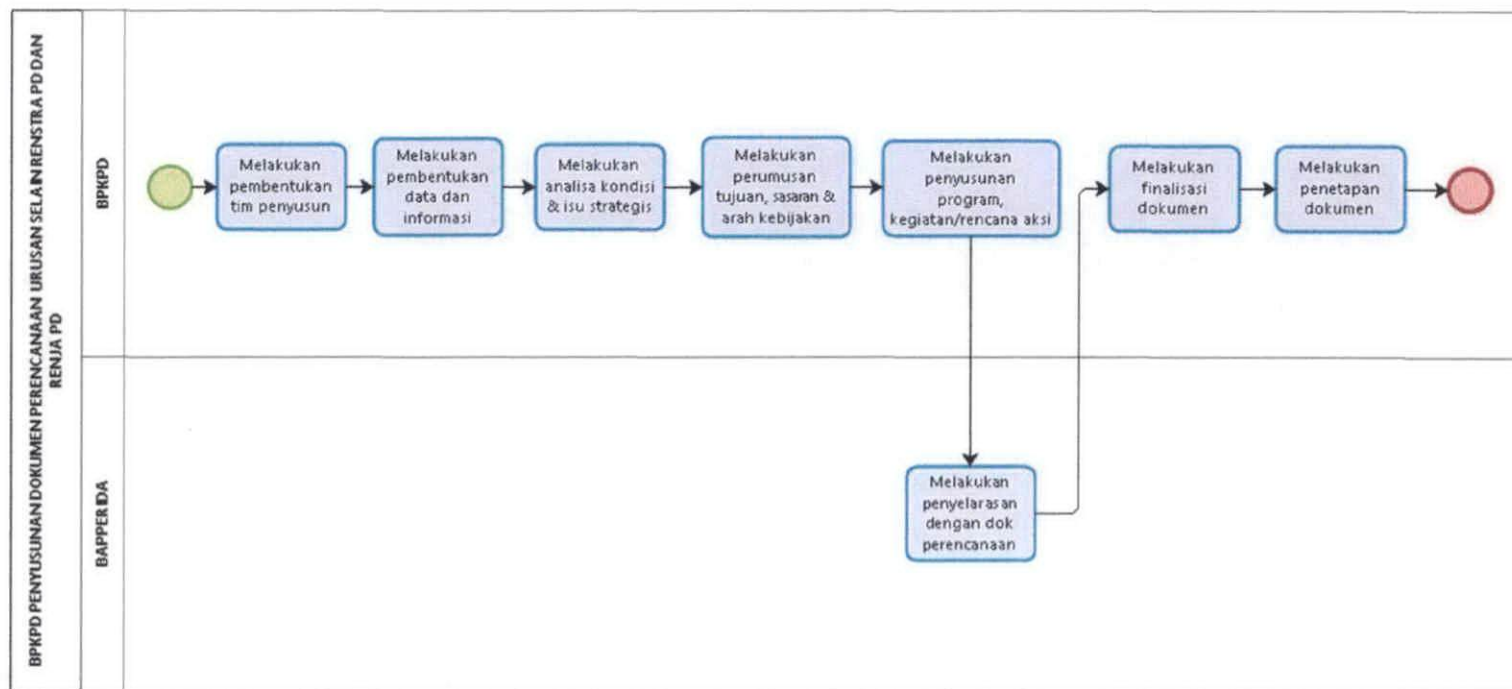 BPKPD PENYUSUNAN DOKUMEN PERENCANAAN URUSAN SELAIN RENSTRA PD DAN
RENJA PD
BPKPD
Melakukan
pembentukan
tim penyusun
Melakukan
pembentukan
data dan
informasi
Melakukan
analisa kondisi
& isu strategis
Melakukan
perumusan
tujuan, sasaran &
arah kebijakan
Melakukan
penyusunan
program,
kegiatan/rencana aksi
Melakukan
finalisasi
dokumen
Melakukan
penetapan
dokumen
BAPPERIDA
Melakukan
penyelarasan
dengan dok
perencanaan